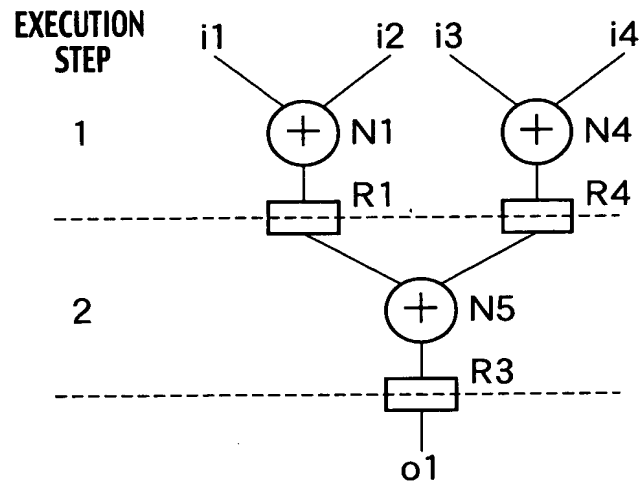 EXECUTION
STEP
i1 i2 i3 i4
1 + N1 + N4
R1 R4
2 + N5
R3
o1